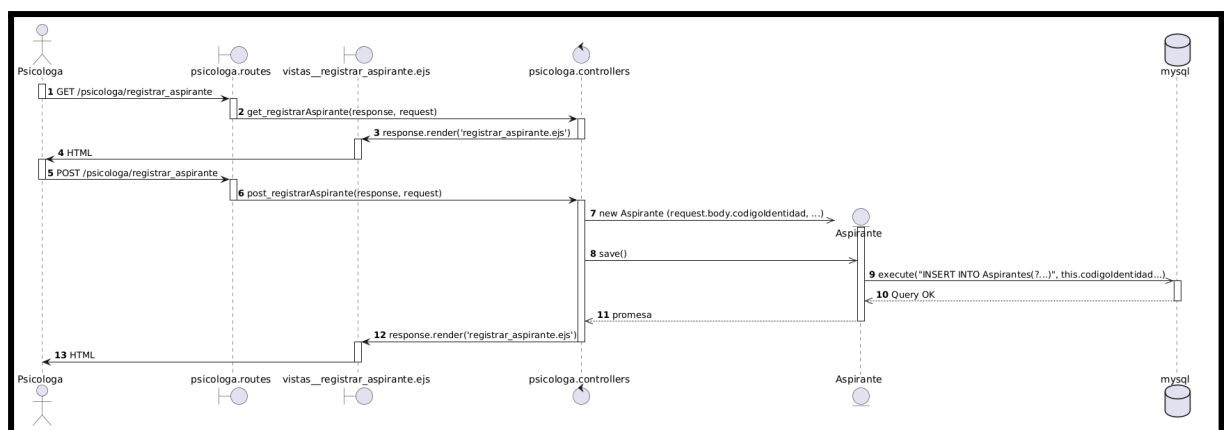 Psicologa
psicologa.routes
vistas__registrar_aspirante.ejs
psicologa.controllers
mysql
1 GET /psicologa/registrar_aspirante
2 get_registrarAspirante(response, request)
3 response.render('registrar_aspirante.ejs')
4 HTML
5 POST /psicologa/registrar_aspirante
6 post_registrarAspirante(response, request)
7 new Aspirante (request.body.codigoIdentidad, ...)
Aspirante
8 save()
9 execute("INSERT INTO Aspirantes(?...)", this.codigoIdentidad...)
10 Query OK
11 promesa
12 response.render('registrar_aspirante.ejs')
13 HTML
Psicologa
psicologa.routes
vistas__registrar_aspirante.ejs
psicologa.controllers
Aspirante
mysql